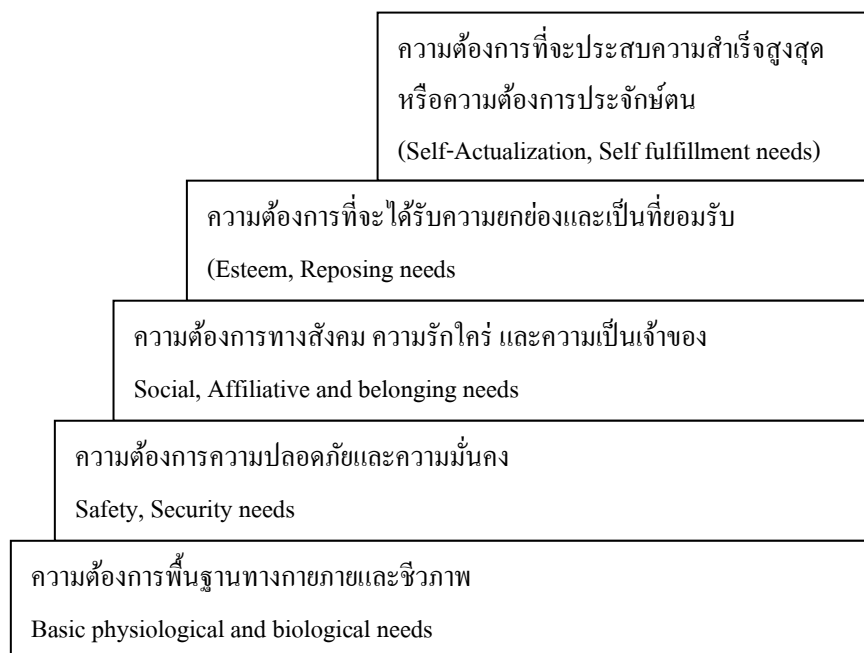 ความต้องการที่จะประสบความสำเร็จสูงสุด
หรือความต้องการประจักษ์ตน
(Self-Actualization, Self fulfillment needs)
ความต้องการที่จะได้รับความยกย่องและเป็นที่ยอมรับ
(Esteem, Reposing needs
ความต้องการทางสังคม ความรักใคร่ และความเป็นเจ้าของ
Social, Affiliative and belonging needs
ความต้องการความปลอดภัยและความมั่นคง
Safety, Security needs
ความต้องการพื้นฐานทางกายภายและชีวภาพ
Basic physiological and biological needs